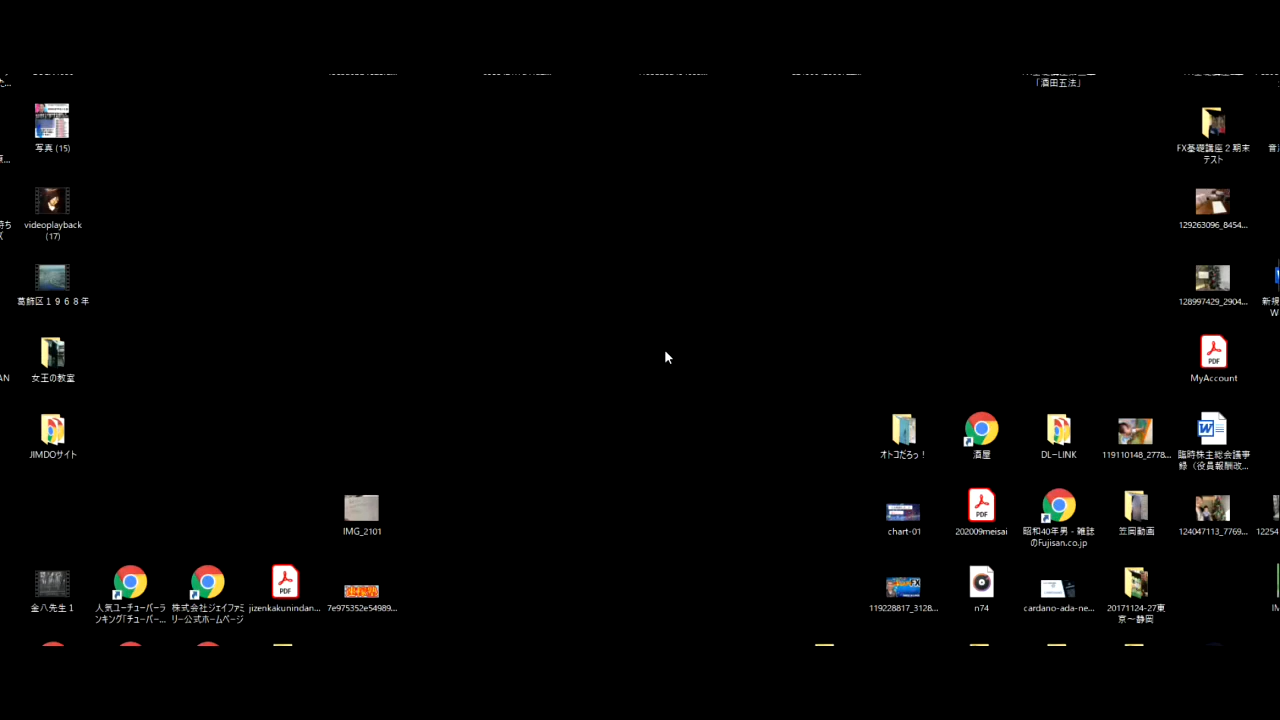 「酒田五法」
写真 (15)
FX基礎講座２期末
テスト
videoplayback
(17)
129263096_8454...
葛飾区１９６８年
128997429_2904...
女王の教室
MyAccount
JIMDOサイト
オトコだろっ！
酒屋
DL-LINK
119110148_2778...
臨時株主総会議事
録（役員報酬改...
IMG_2101
chart-01
202009meisai
昭和40年男 - 雑誌
のFujisan.co.jp
笠岡動画
124047113_7769...
金八先生１
人気ユーチューバーラ
ンキング「チューバー...
株式会社ジェイファミ
リー公式ホームページ
jizenkakunindan...
7e975352e54989...
119228817_3128...
n74
cardano-ada-ne...
20171124-27東
京～静岡